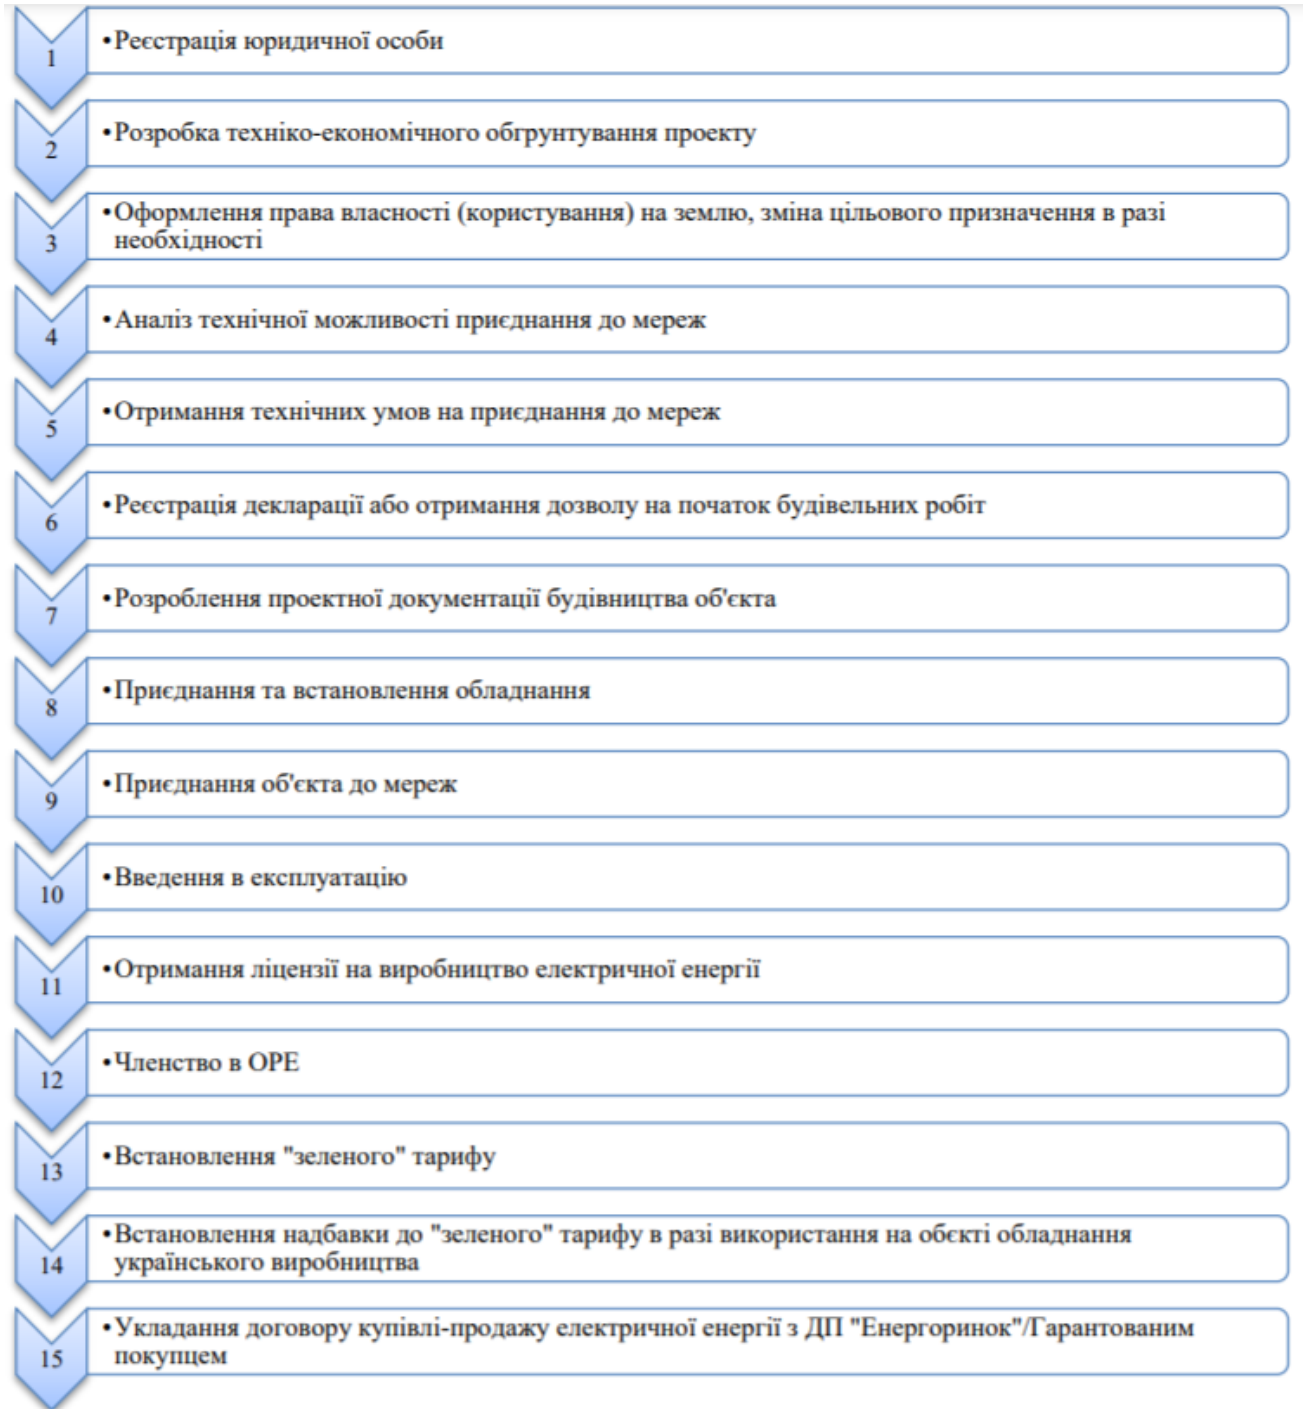 1
•Реєстрація юридичної особи
2
•Розробка техніко-економічного обгрунтування проекту
3
•Оформлення права власності (користування) на землю, зміна цільового призначення в разі
необхідності
4
•Аналіз технічної можливості приєднання до мереж
5
•Отримання технічних умов на приєднання до мереж
6
•Реєстрація декларації або отримання дозволу на початок будівельних робіт
7
•Розроблення проектної документації будівництва об'єкта
8
•Приєднання та встановлення обладнання
9
•Приєднання об'єкта до мереж
10
•Введення в експлуатацію
11
•Отримання ліцензії на виробництво електричної енергії
12
•Членство в ОРЕ
13
•Встановлення "зеленого" тарифу
14
•Встановлення надбавки до "зеленого" тарифу в разі використання на обєкті обладнання
українського виробництва
15
•Укладання договору купівлі-продажу електричної енергії з ДП "Енергоринок"/Гарантованим
покупцем